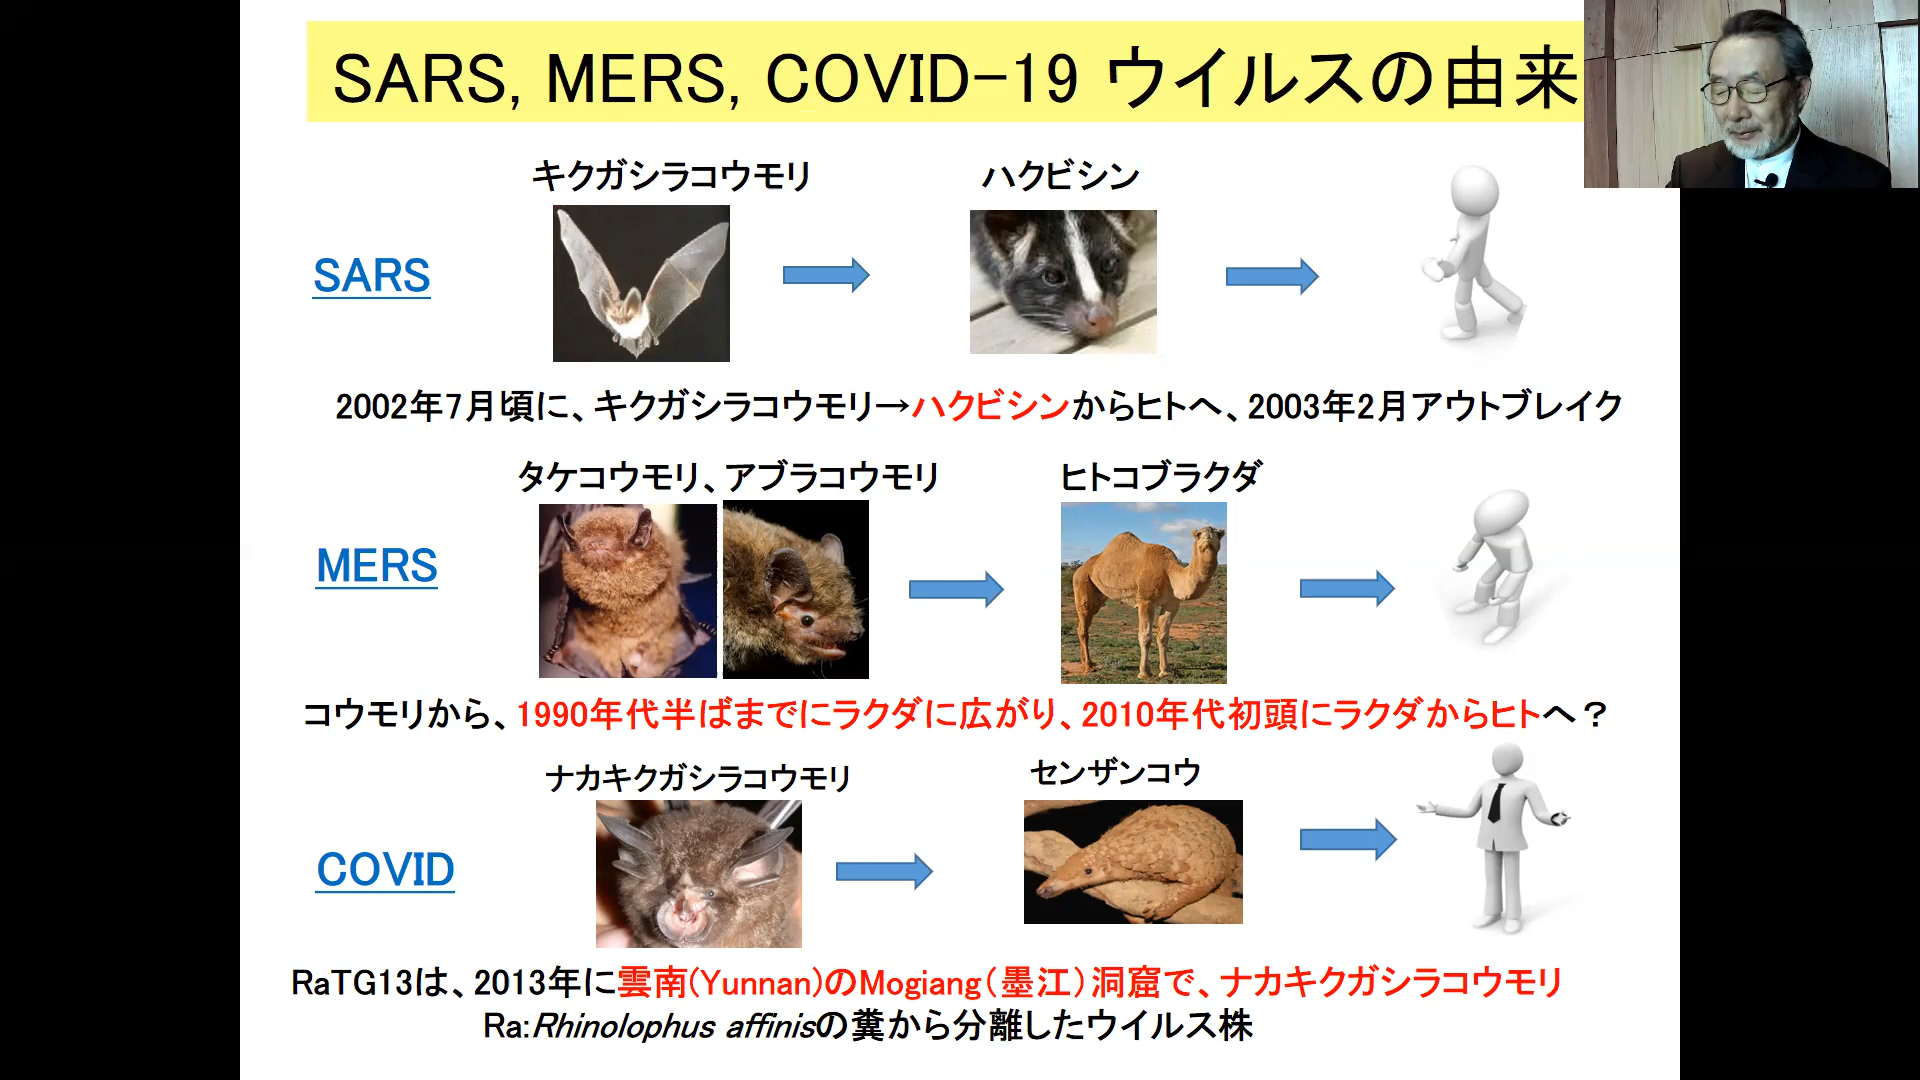 SARS, MERS, COVID-19 ウイルスの由来
キクガシラコウモリ
ハクビシン
SARS
2002年7月頃に、キクガシラコウモリ→ハクビシンからヒトへ、2003年2月アウトブレイク
タケコウモリ、アブラコウモリ
ヒトコブラクダ
MERS
コウモリから、1990年代半ばまでにラクダに広がり、2010年代初頭にラクダからヒトへ？
ナカキクガシラコウモリ
センザンコウ
COVID
RaTG13は、2013年に雲南(Yunnan)のMogiang（墨江）洞窟で、ナカキクガシラコウモリ
Ra:Rhinolophus affinisの糞から分離したウイルス株